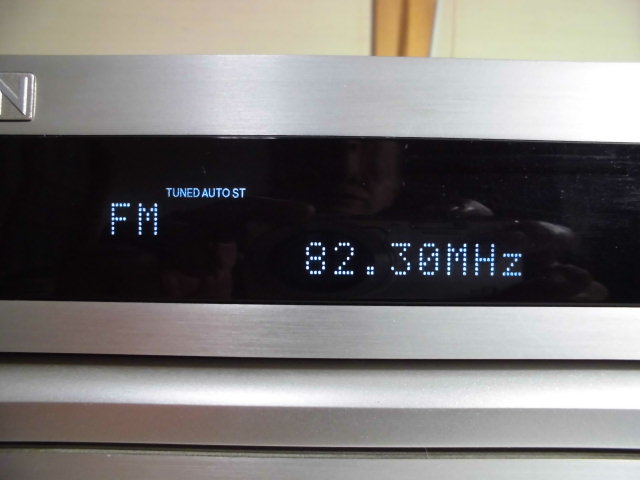 N
TUNED AUTO ST
FM
82.30MHz